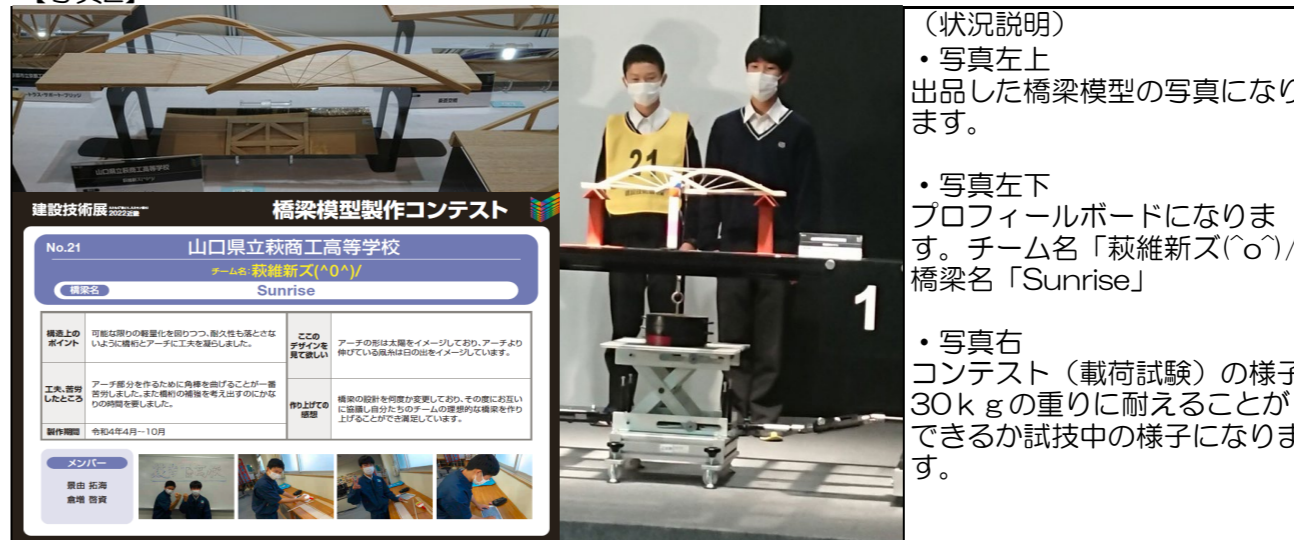 建設技術展 2022近畿
橋梁模型製作コンテスト
No.21
山口県立萩商工高等学校
チーム名:萩維新ズ(^0^)/
橋梁名
Sunrise
構造上の
ポイント
可能な限りの軽量化を図りつつ、耐久性も落とさな
いように橋桁とアーチに工夫を凝らしました。
ここの
デザインを
見て欲しい
アーチの形は太陽をイメージしており、アーチより
伸びている凧糸は日の出をイメージしています。
工夫、苦労
したところ
アーチ部分を作るために角棒を曲げることが一番
苦労しました。また橋桁の補強を考え出すのにかな
りの時間を要しました。
作り上げての
感想
橋梁の設計を何度か変更しており、その度にお互い
に協議し自分たちのチームの理想的な橋梁を作り
上げることができ満足しています。
製作期間
令和4年4月~10月
メンバー
景由 拓海
倉増 啓資
山口県立萩商工高等学校
21
1
(状況説明)
・写真左上
出品した橋梁模型の写真になり
ます。
・写真左下
プロフィールボードになりま
す。チーム名「萩維新ズ(^o^)/
橋梁名「Sunrise」
・写真右
コンテスト(載荷試験)の様子
30kgの重りに耐えることが
できるか試技中の様子になりま
す。